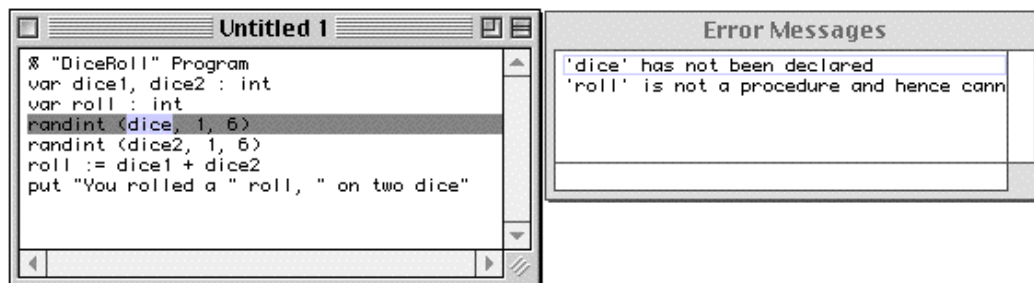 Untitled 1
% "DiceRoll" Program
var dice1, dice2 : int
var roll : int
randint (dice, 1, 6)
randint (dice2, 1, 6)
roll := dice1 + dice2
put "You rolled a " roll, " on two dice"
Error Messages
'dice' has not been declared
'roll' is not a procedure and hence cann